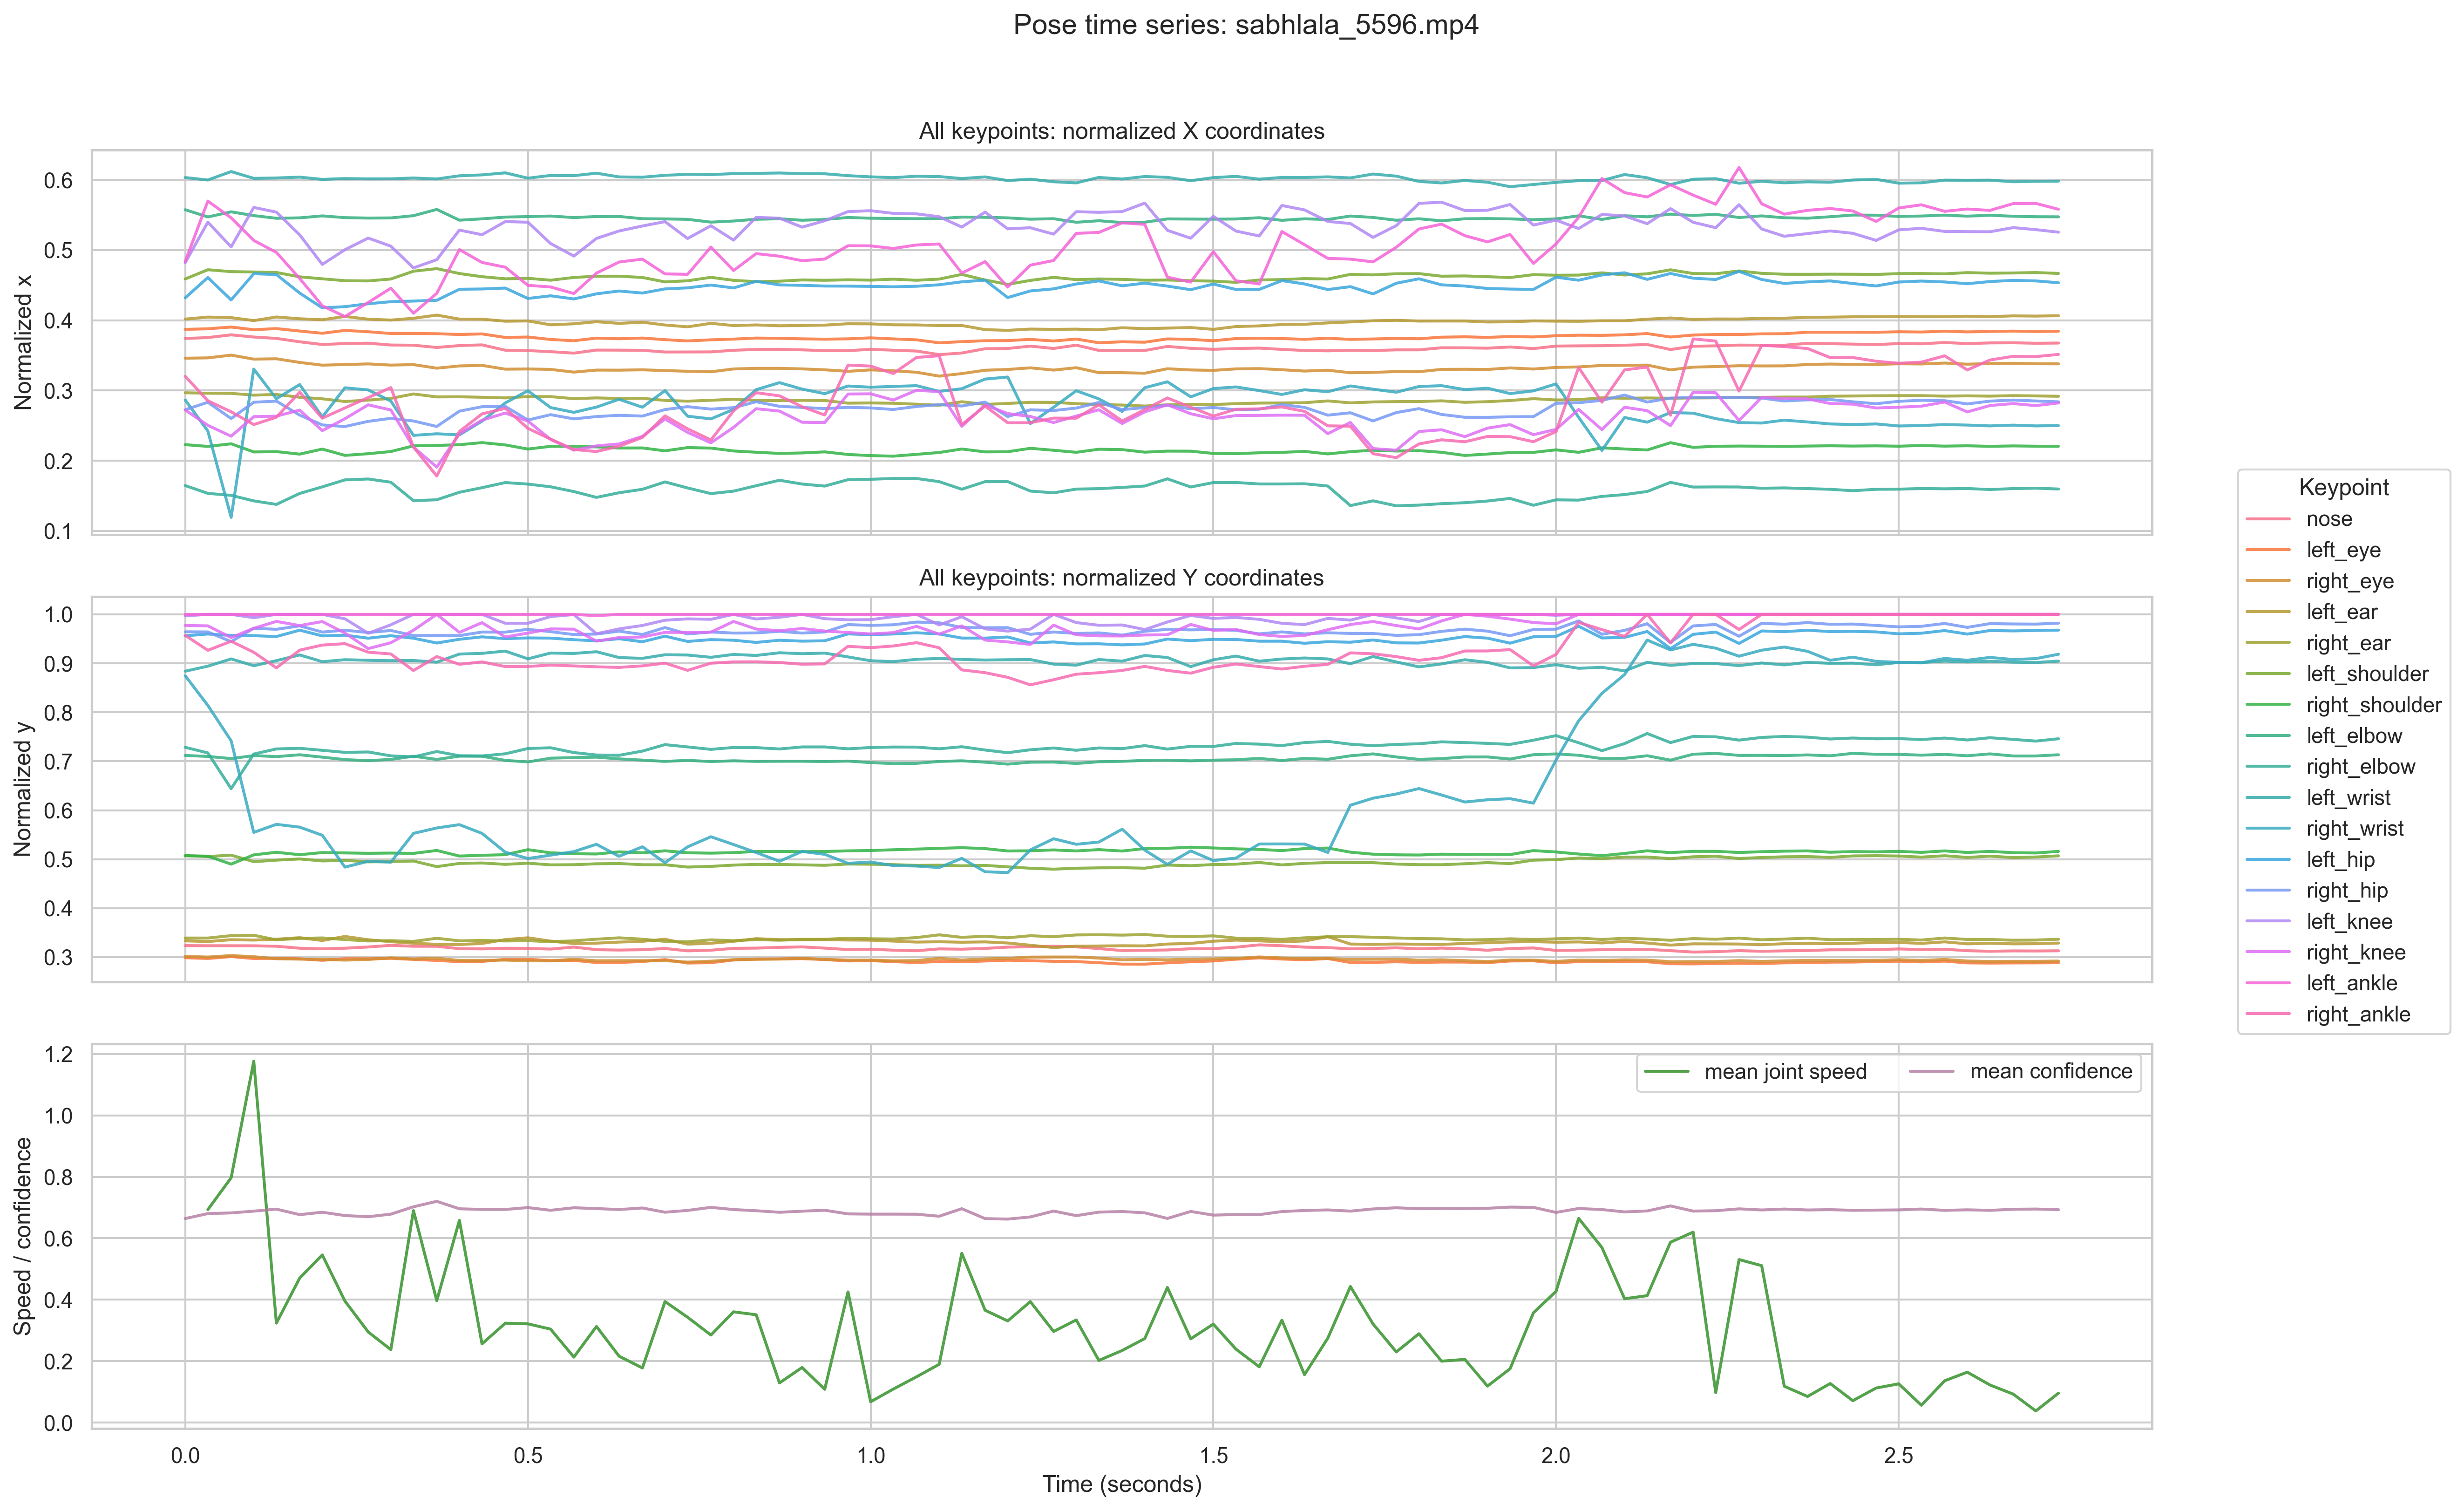 Pose time series: sabhlala_5596.mp4
All keypoints: normalized X coordinates
Normalized x
0.6
0.5
0.4
0.3
0.2
0.1
All keypoints: normalized Y coordinates
Normalized y
1.0
0.9
0.8
0.7
0.6
0.5
0.4
0.3
Keypoint
nose
left_eye
right_eye
left_ear
right_ear
left_shoulder
right_shoulder
left_elbow
right_elbow
left_wrist
right_wrist
left_hip
right_hip
left_knee
right_knee
left_ankle
right_ankle
mean joint speed mean confidence
Speed / confidence
1.2
1.0
0.8
0.6
0.4
0.2
0.0
0.0 0.5 1.0 1.5 2.0 2.5
Time (seconds)